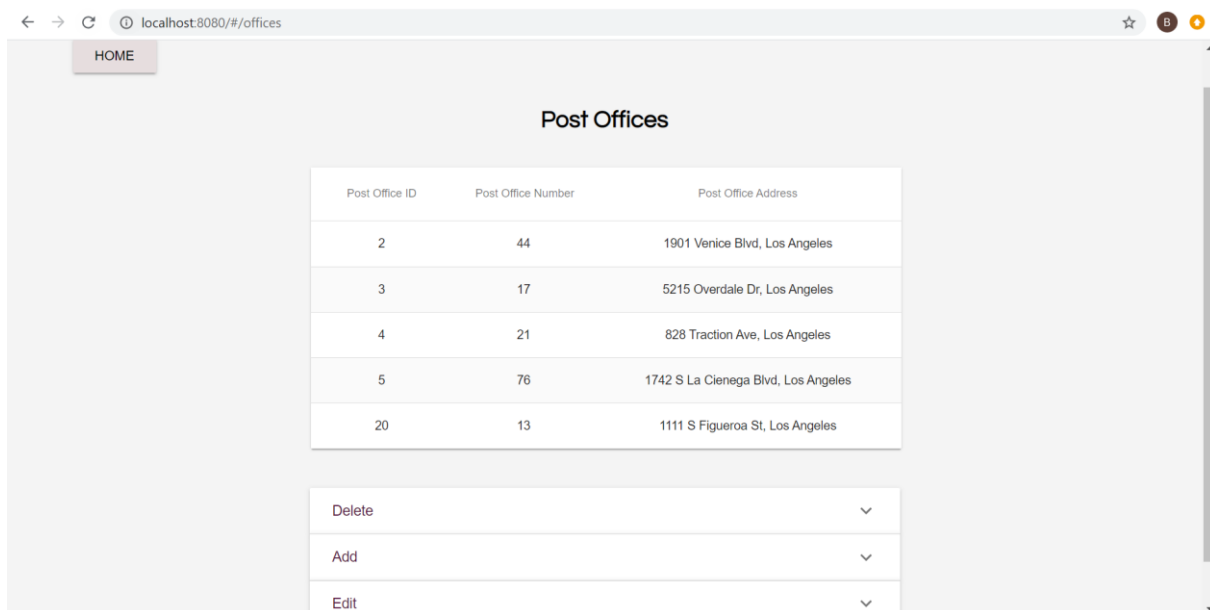 localhost:8080/#/offices
B
HOME
Post Offices
Post Office ID Post Office Number Post Office Address
2 44 1901 Venice Blvd, Los Angeles
3 17 5215 Overdale Dr, Los Angeles
4 21 828 Traction Ave, Los Angeles
5 76 1742 S La Cienega Blvd, Los Angeles
20 13 1111 S Figueroa St, Los Angeles
Delete
Add
Edit